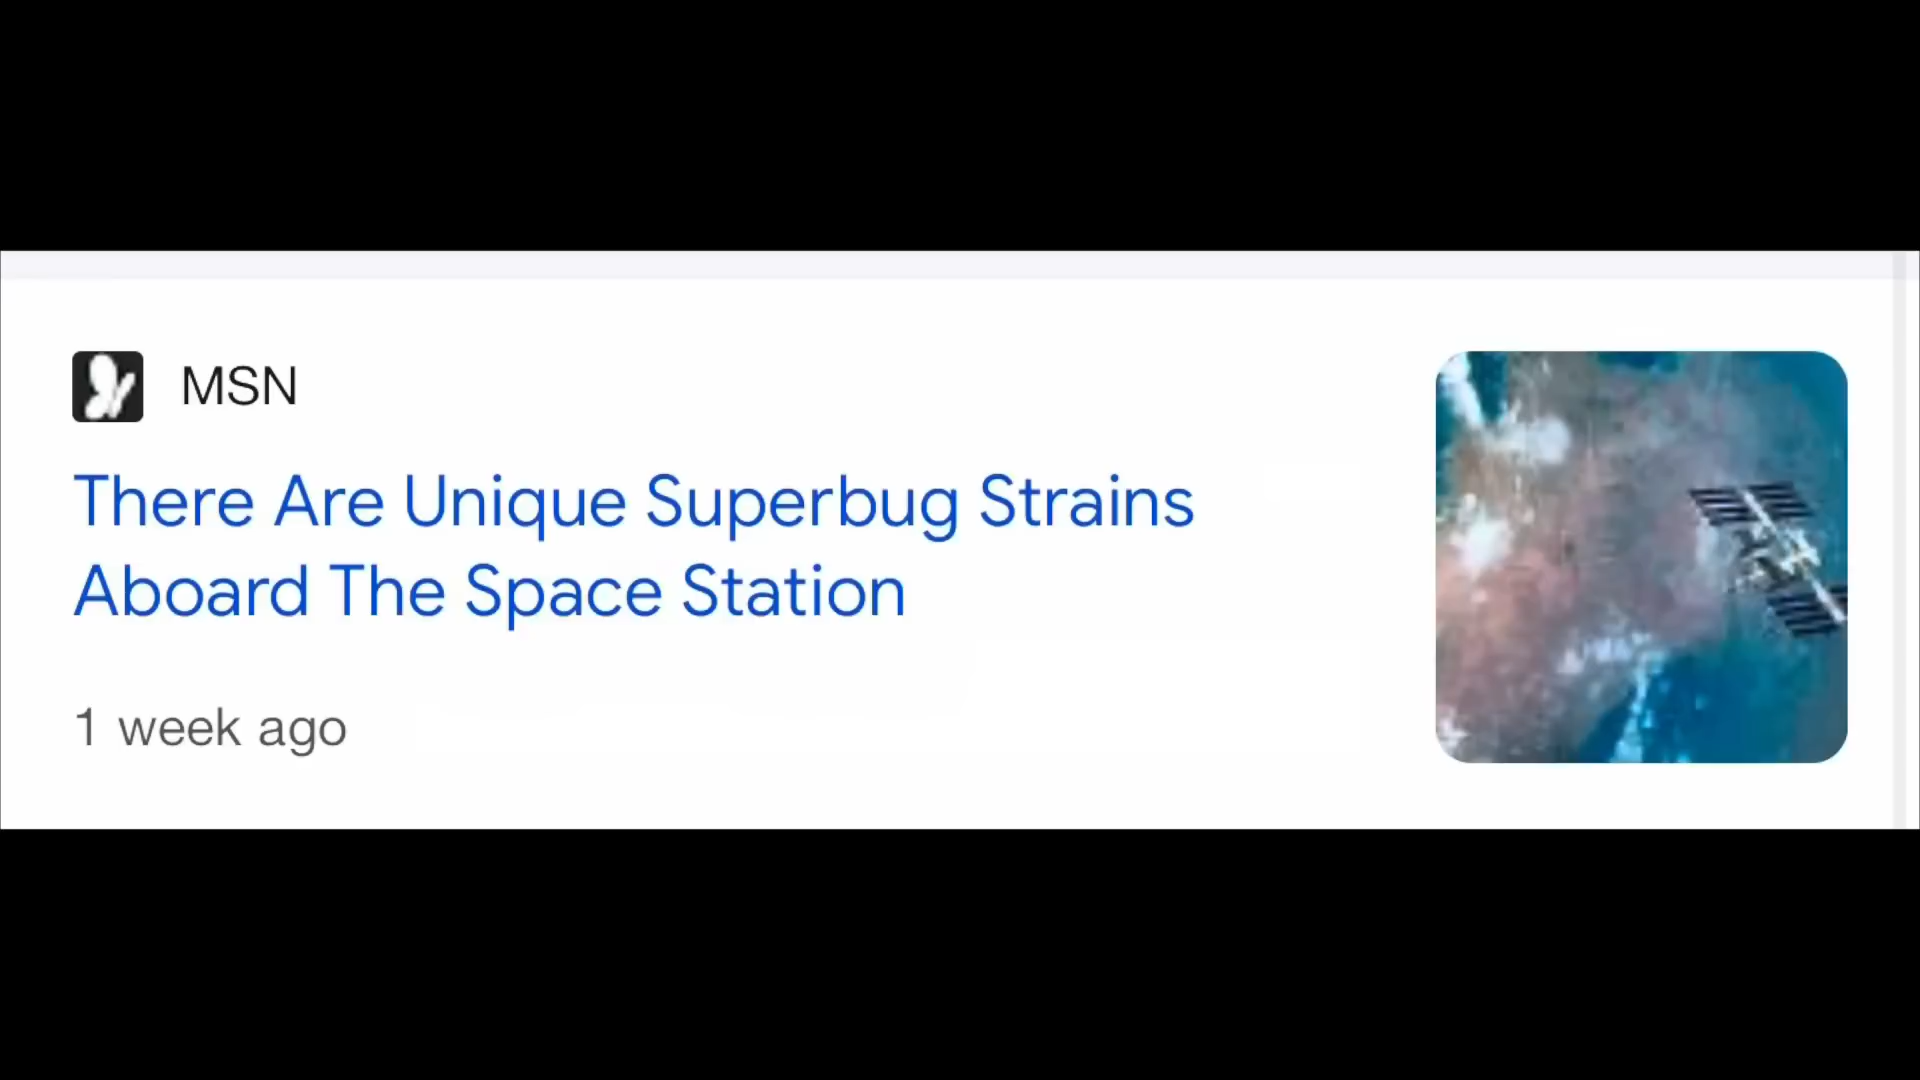 MSN
There Are Unique Superbug Strains
Aboard The Space Station
1 week ago